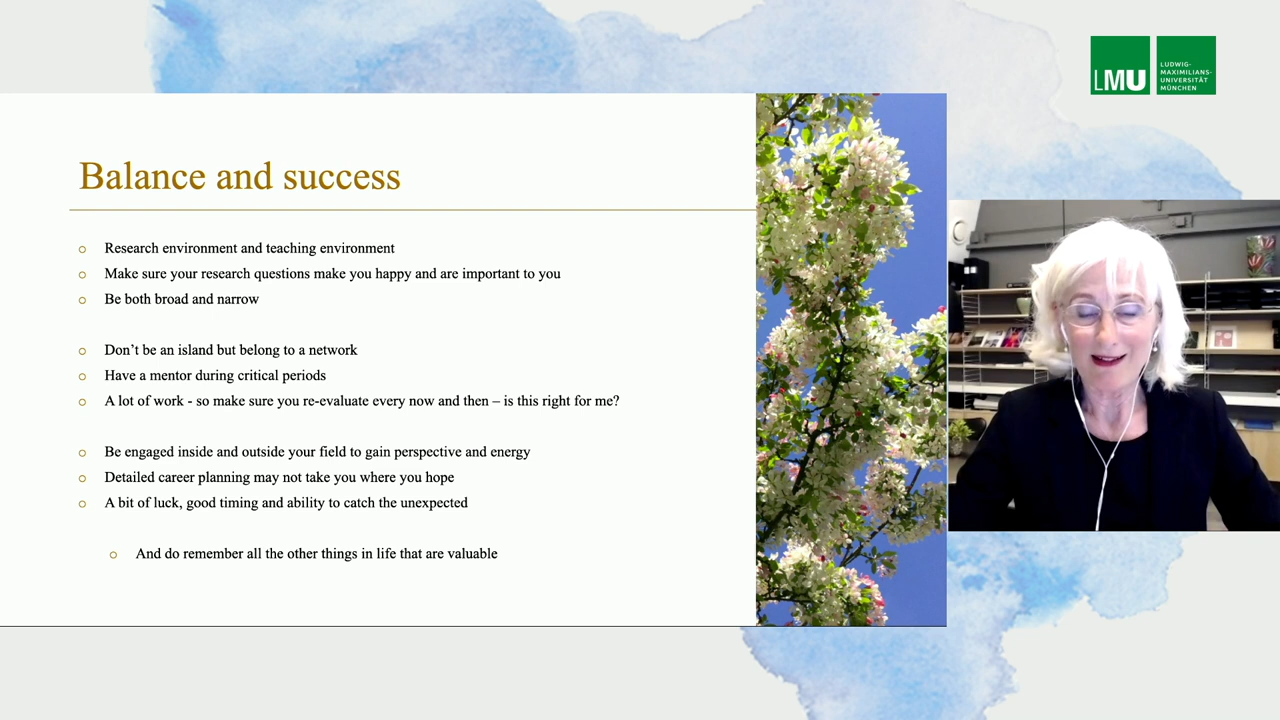 LMU
LUDWIG-
MAXIMILIANS-
UNIVERSITÄT
MÜNCHEN
Balance and success
Research environment and teaching environment
Make sure your research questions make you happy and are important to you
Be both broad and narrow
Don’t be an island but belong to a network
Have a mentor during critical periods
A lot of work - so make sure you re-evaluate every now and then – is this right for me?
Be engaged inside and outside your field to gain perspective and energy
Detailed career planning may not take you where you hope
A bit of luck, good timing and ability to catch the unexpected
And do remember all the other things in life that are valuable